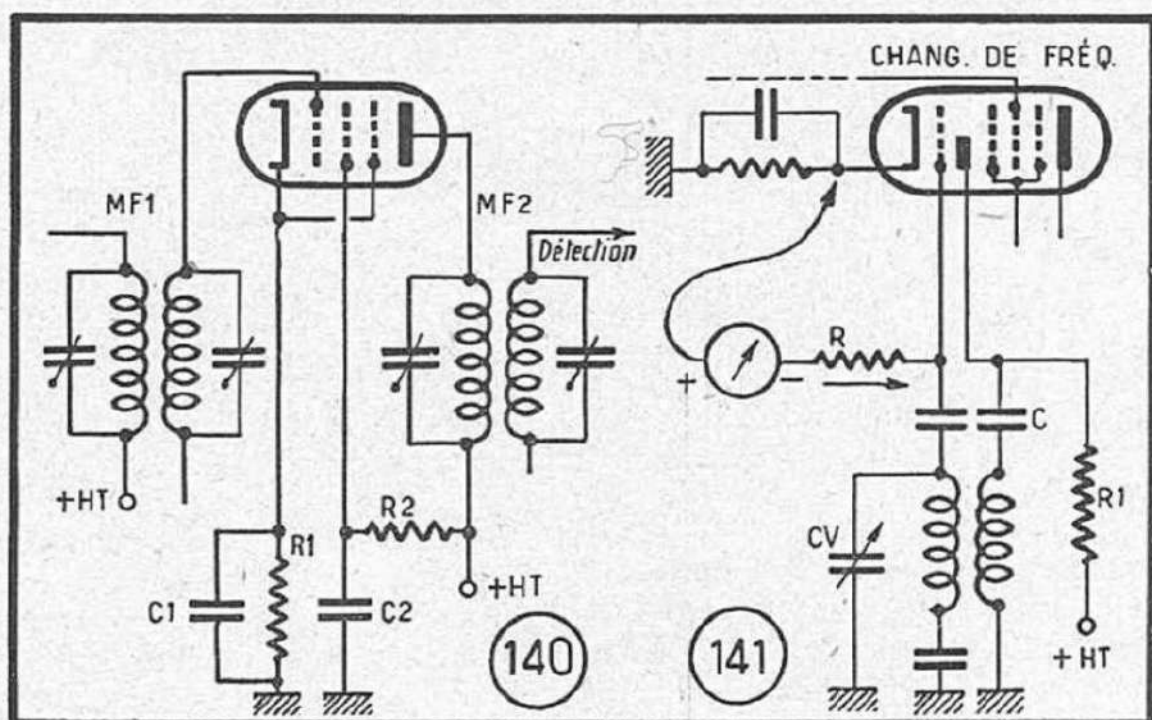 CHANG. DE FRÉQ.
MF1
MF2
Détection
R
+
−
C
+HT
R2
R1
CV
R1
C1
C2
+HT
140
141
+HT